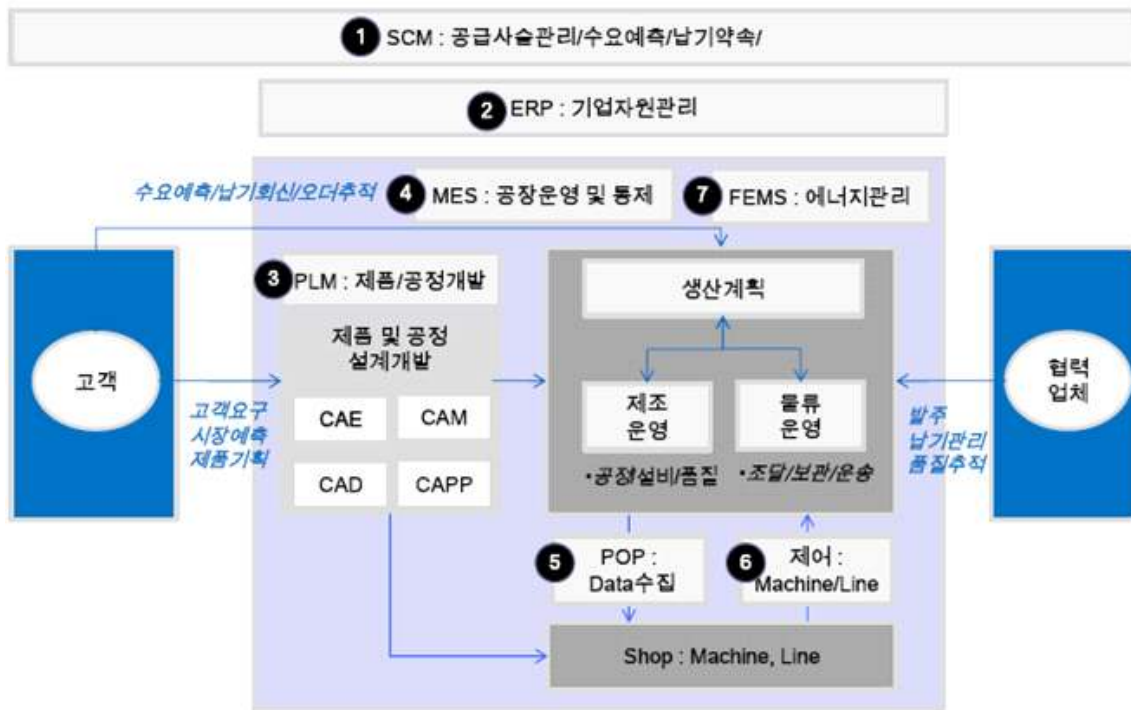 1 SCM : 공급사슬관리/수요예측/납기약속/
2 ERP : 기업자원관리
수요예측/납기회신/오더추적
4 MES : 공장운영 및 통제
7 FEMS : 에너지관리
3 PLM : 제품/공정개발
생산계획
제품 및 공정
설계개발
고객
협력
업체
CAE
CAM
제조
운영
물류
운영
고객요구
시장예측
제품기획
발주
납기관리
품질추적
CAD
CAPP
•공정/설비/품질
•조달/보관/운송
5 POP :
Data수집
6 제어 :
Machine/Line
Shop : Machine, Line